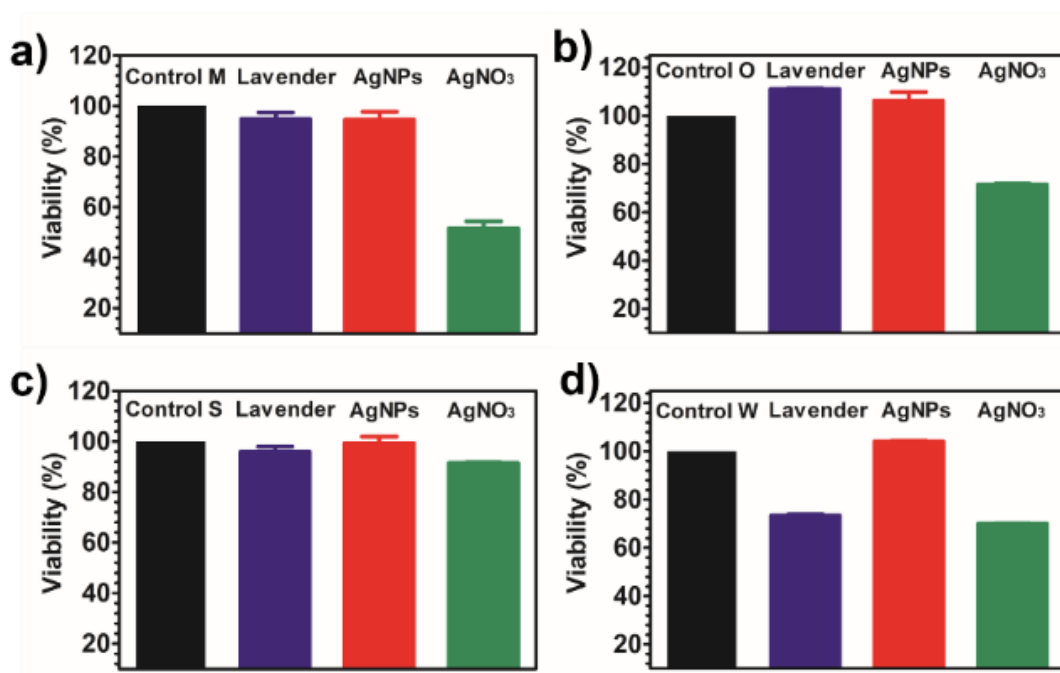 a)
120
100
80
60
40
20
Viability (%)
Control M Lavender AgNPs AgNO₃
b)
120
100
80
60
40
20
Viability (%)
Control O Lavender AgNPs AgNO₃
c)
120
100
80
60
40
20
Viability (%)
Control S Lavender AgNPs AgNO₃
d)
120
100
80
60
40
20
Viability (%)
Control W Lavender AgNPs AgNO₃